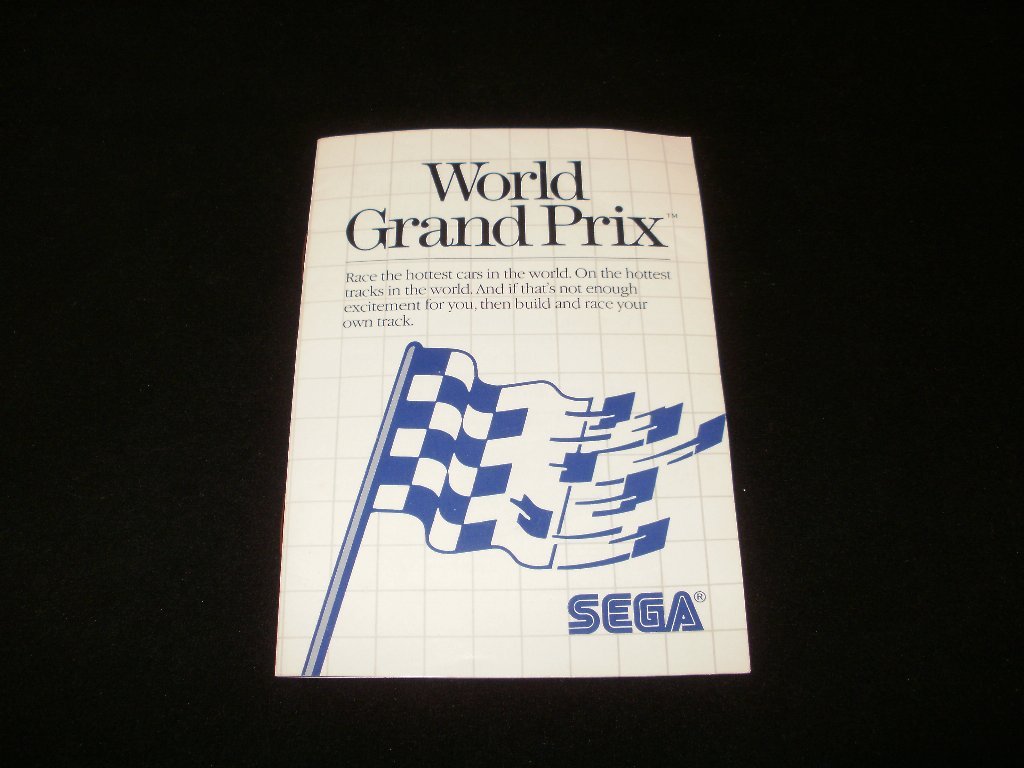 World
Grand Prix™
Race the hottest cars in the world. On the hottest
tracks in the world. And if that's not enough
excitement for you, then build and race your
own track.
SEGA®